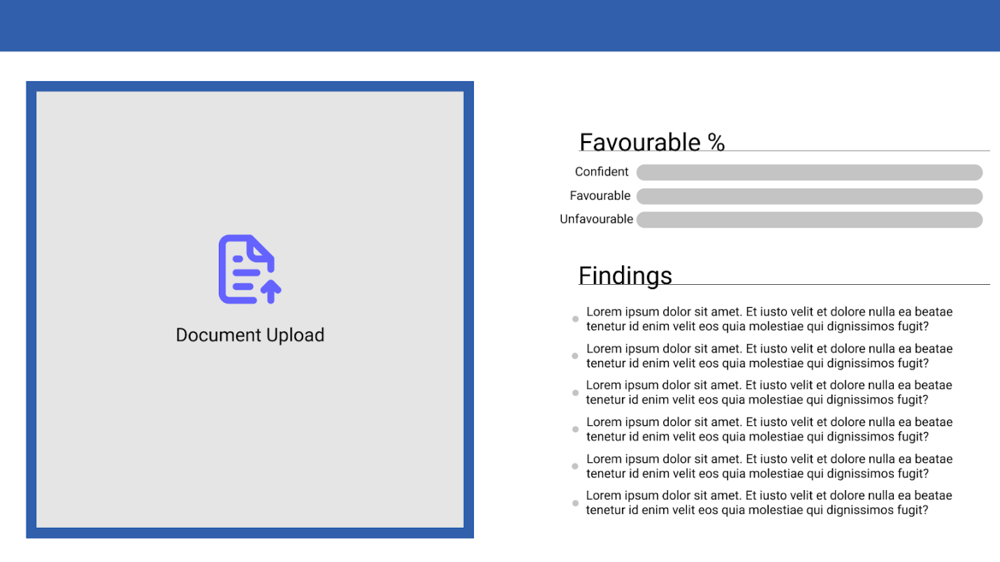 Document Upload
Favourable %
Confident
Favourable
Unfavourable
Findings
Lorem ipsum dolor sit amet. Et iusto velit et dolore nulla ea beatae
tenetur id enim velit eos quia molestiae qui dignissimos fugit?
Lorem ipsum dolor sit amet. Et iusto velit et dolore nulla ea beatae
tenetur id enim velit eos quia molestiae qui dignissimos fugit?
Lorem ipsum dolor sit amet. Et iusto velit et dolore nulla ea beatae
tenetur id enim velit eos quia molestiae qui dignissimos fugit?
Lorem ipsum dolor sit amet. Et iusto velit et dolore nulla ea beatae
tenetur id enim velit eos quia molestiae qui dignissimos fugit?
Lorem ipsum dolor sit amet. Et iusto velit et dolore nulla ea beatae
tenetur id enim velit eos quia molestiae qui dignissimos fugit?
Lorem ipsum dolor sit amet. Et iusto velit et dolore nulla ea beatae
tenetur id enim velit eos quia molestiae qui dignissimos fugit?